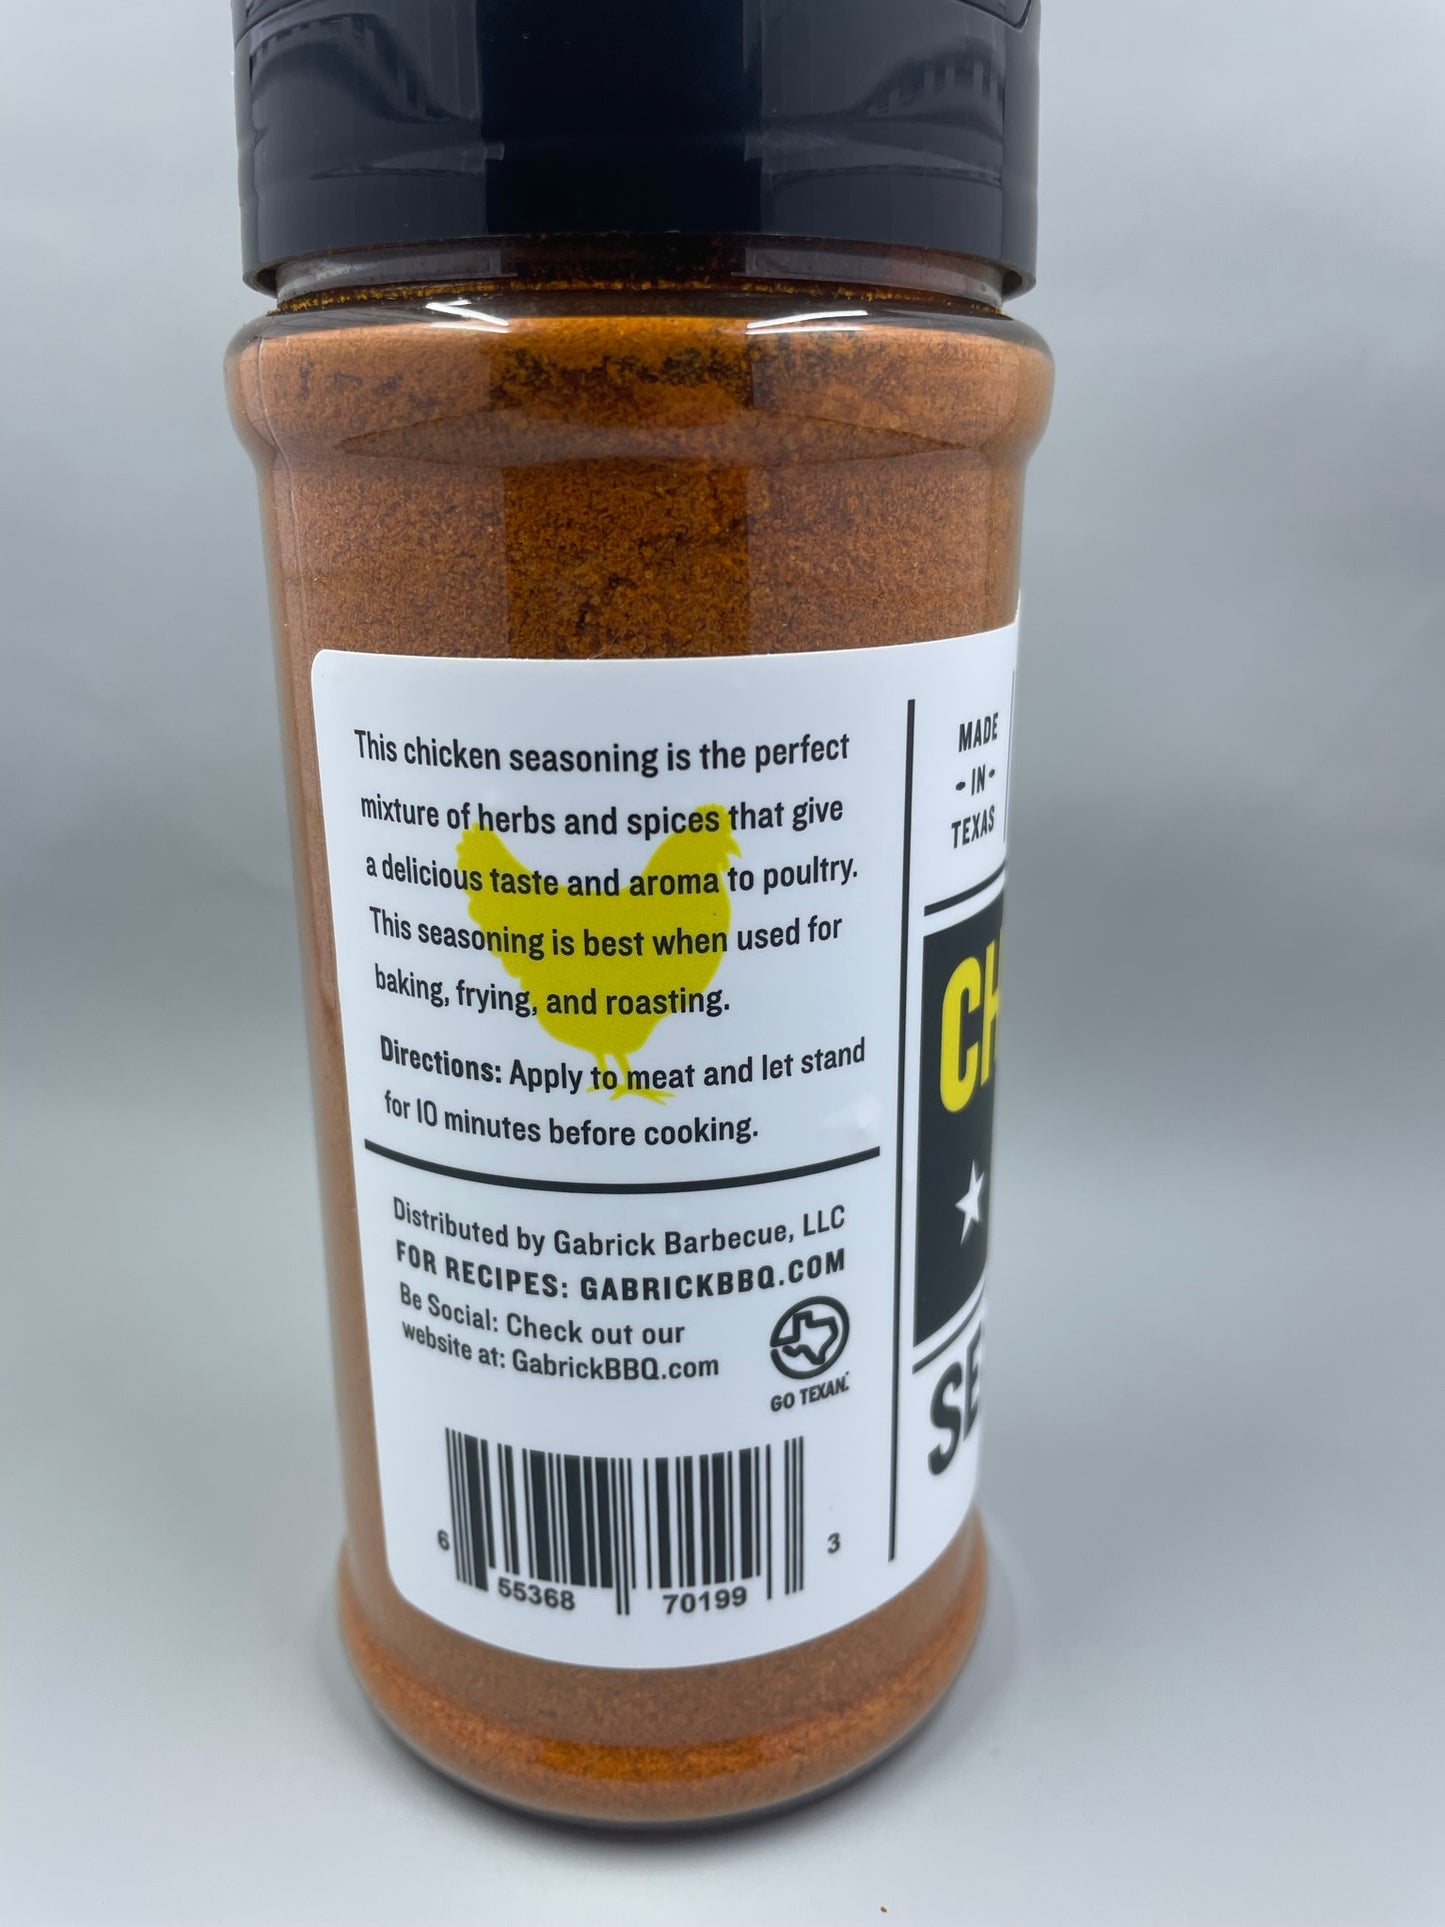 This chicken seasoning is the perfect
mixture of herbs and spices that give
a delicious taste and aroma to poultry.
This seasoning is best when used for
baking, frying, and roasting.
Directions: Apply to meat and let stand
for 10 minutes before cooking.
Distributed by Gabrick Barbecue, LLC
FOR RECIPES: GABRICKBBQ.COM
Be Social: Check out our
website at: GabrickBBQ.com
GO TEXAN.
6 55368 70199 3
MADE
-IN-
TEXAS